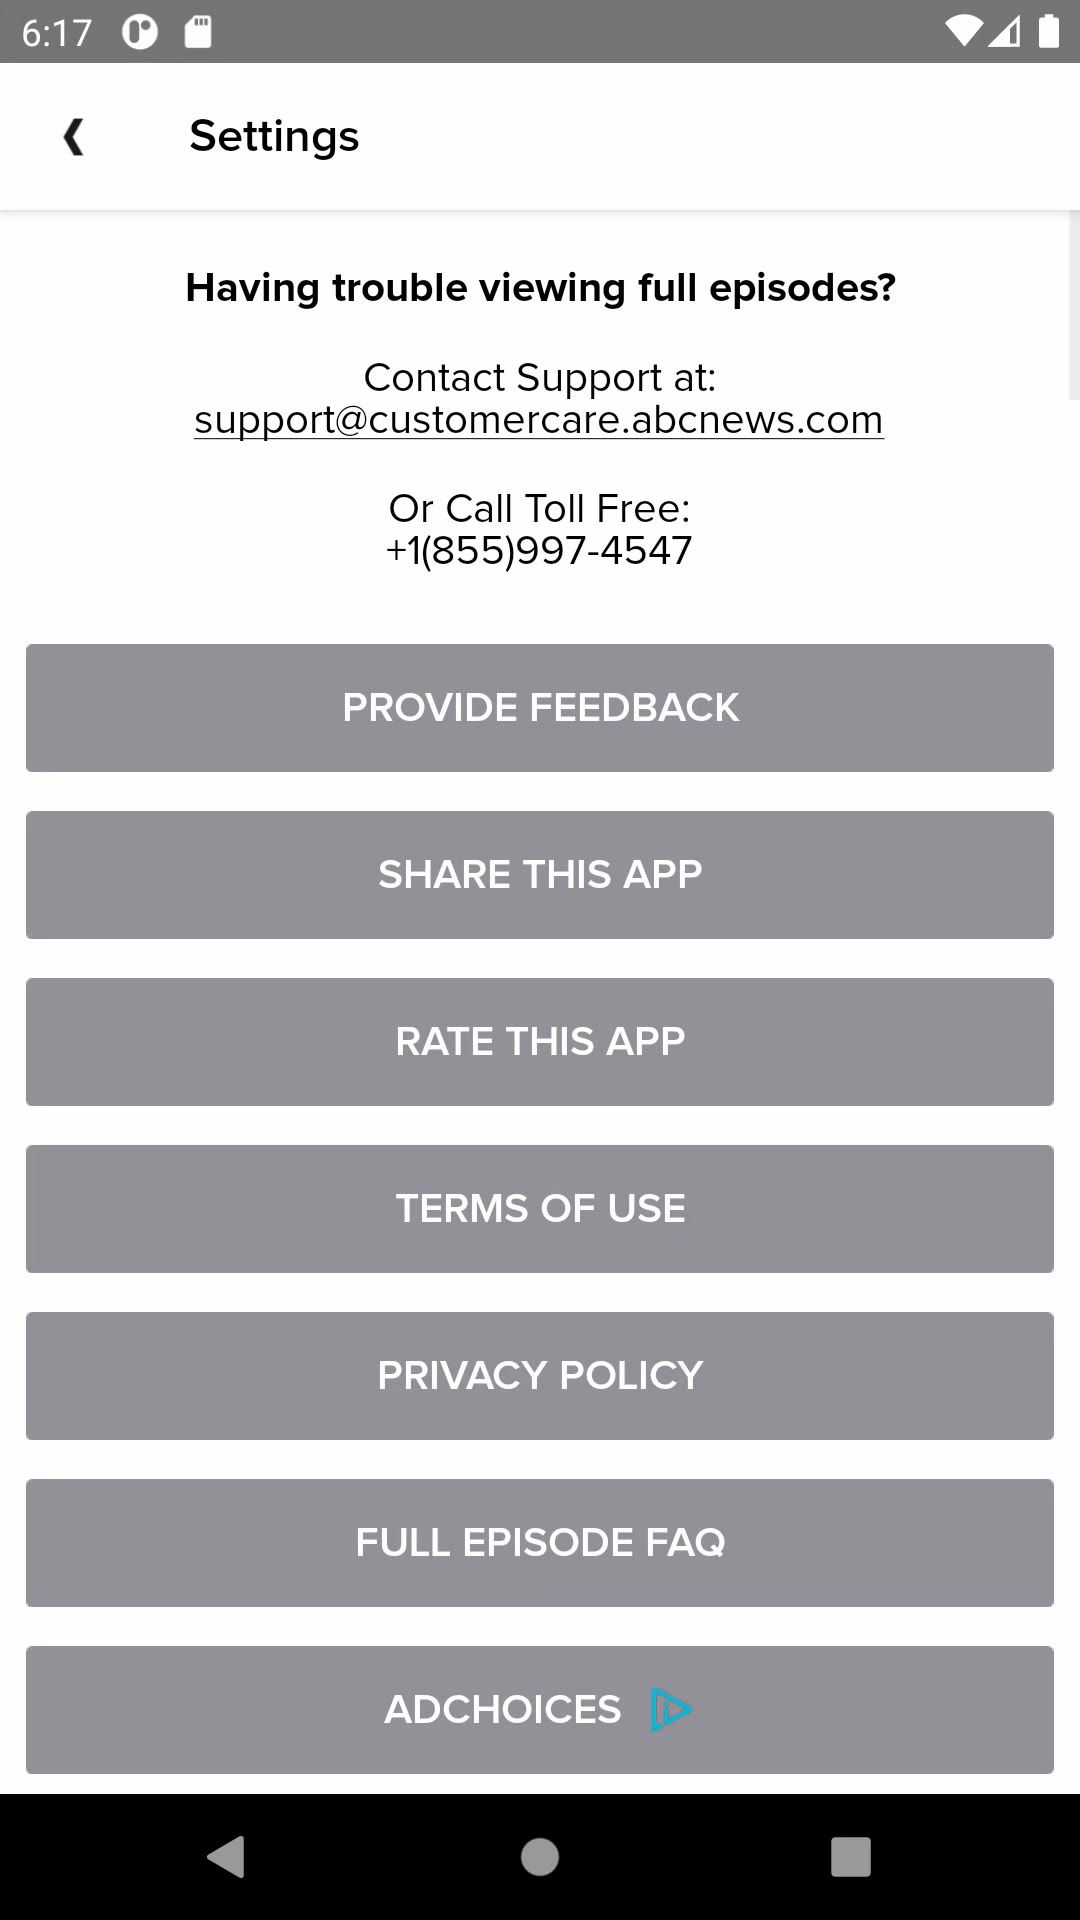 6:17
Settings
Having trouble viewing full episodes?
Contact Support at:
support@customercare.abcnews.com
Or Call Toll Free:
+1(855)997-4547
PROVIDE FEEDBACK
SHARE THIS APP
RATE THIS APP
TERMS OF USE
PRIVACY POLICY
FULL EPISODE FAQ
ADCHOICES